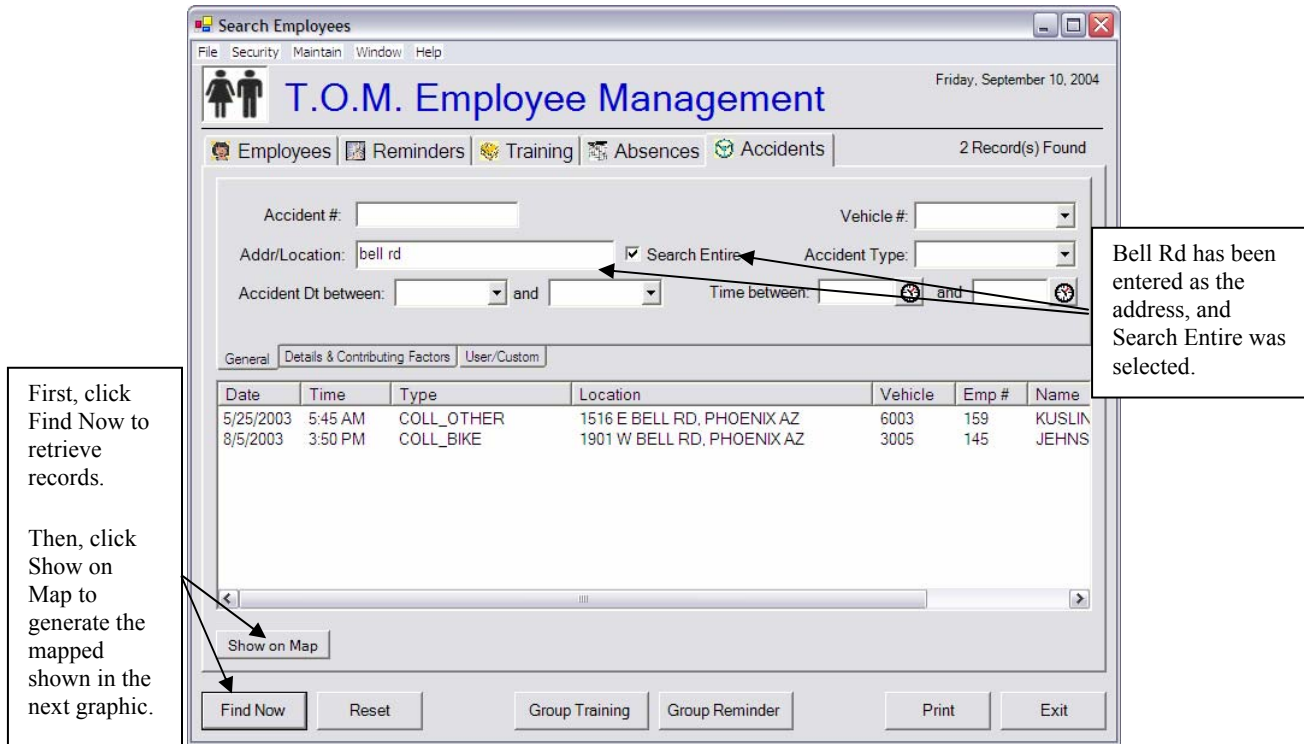 Search Employees
File Security Maintain Window Help
T.O.M. Employee Management
Friday, September 10, 2004
Employees Reminders Training Absences Accidents
2 Record(s) Found
Accident #:
Vehicle #:
Addr/Location: bell rd
Search Entire
Accident Type:
Accident Dt between: and
Time between: and
General Details & Contributing Factors User/Custom
Date Time Type Location Vehicle Emp # Name
5/25/2003 5:45 AM COLL_OTHER 1516 E BELL RD, PHOENIX AZ 6003 159 KUSLIN
8/5/2003 3:50 PM COLL_BIKE 1901 W BELL RD, PHOENIX AZ 3005 145 JEHNS
Show on Map
Find Now Reset Group Training Group Reminder Print Exit
Bell Rd has been
entered as the
address, and
Search Entire was
selected.
First, click
Find Now to
retrieve
records.
Then, click
Show on
Map to
generate the
mapped
shown in the
next graphic.